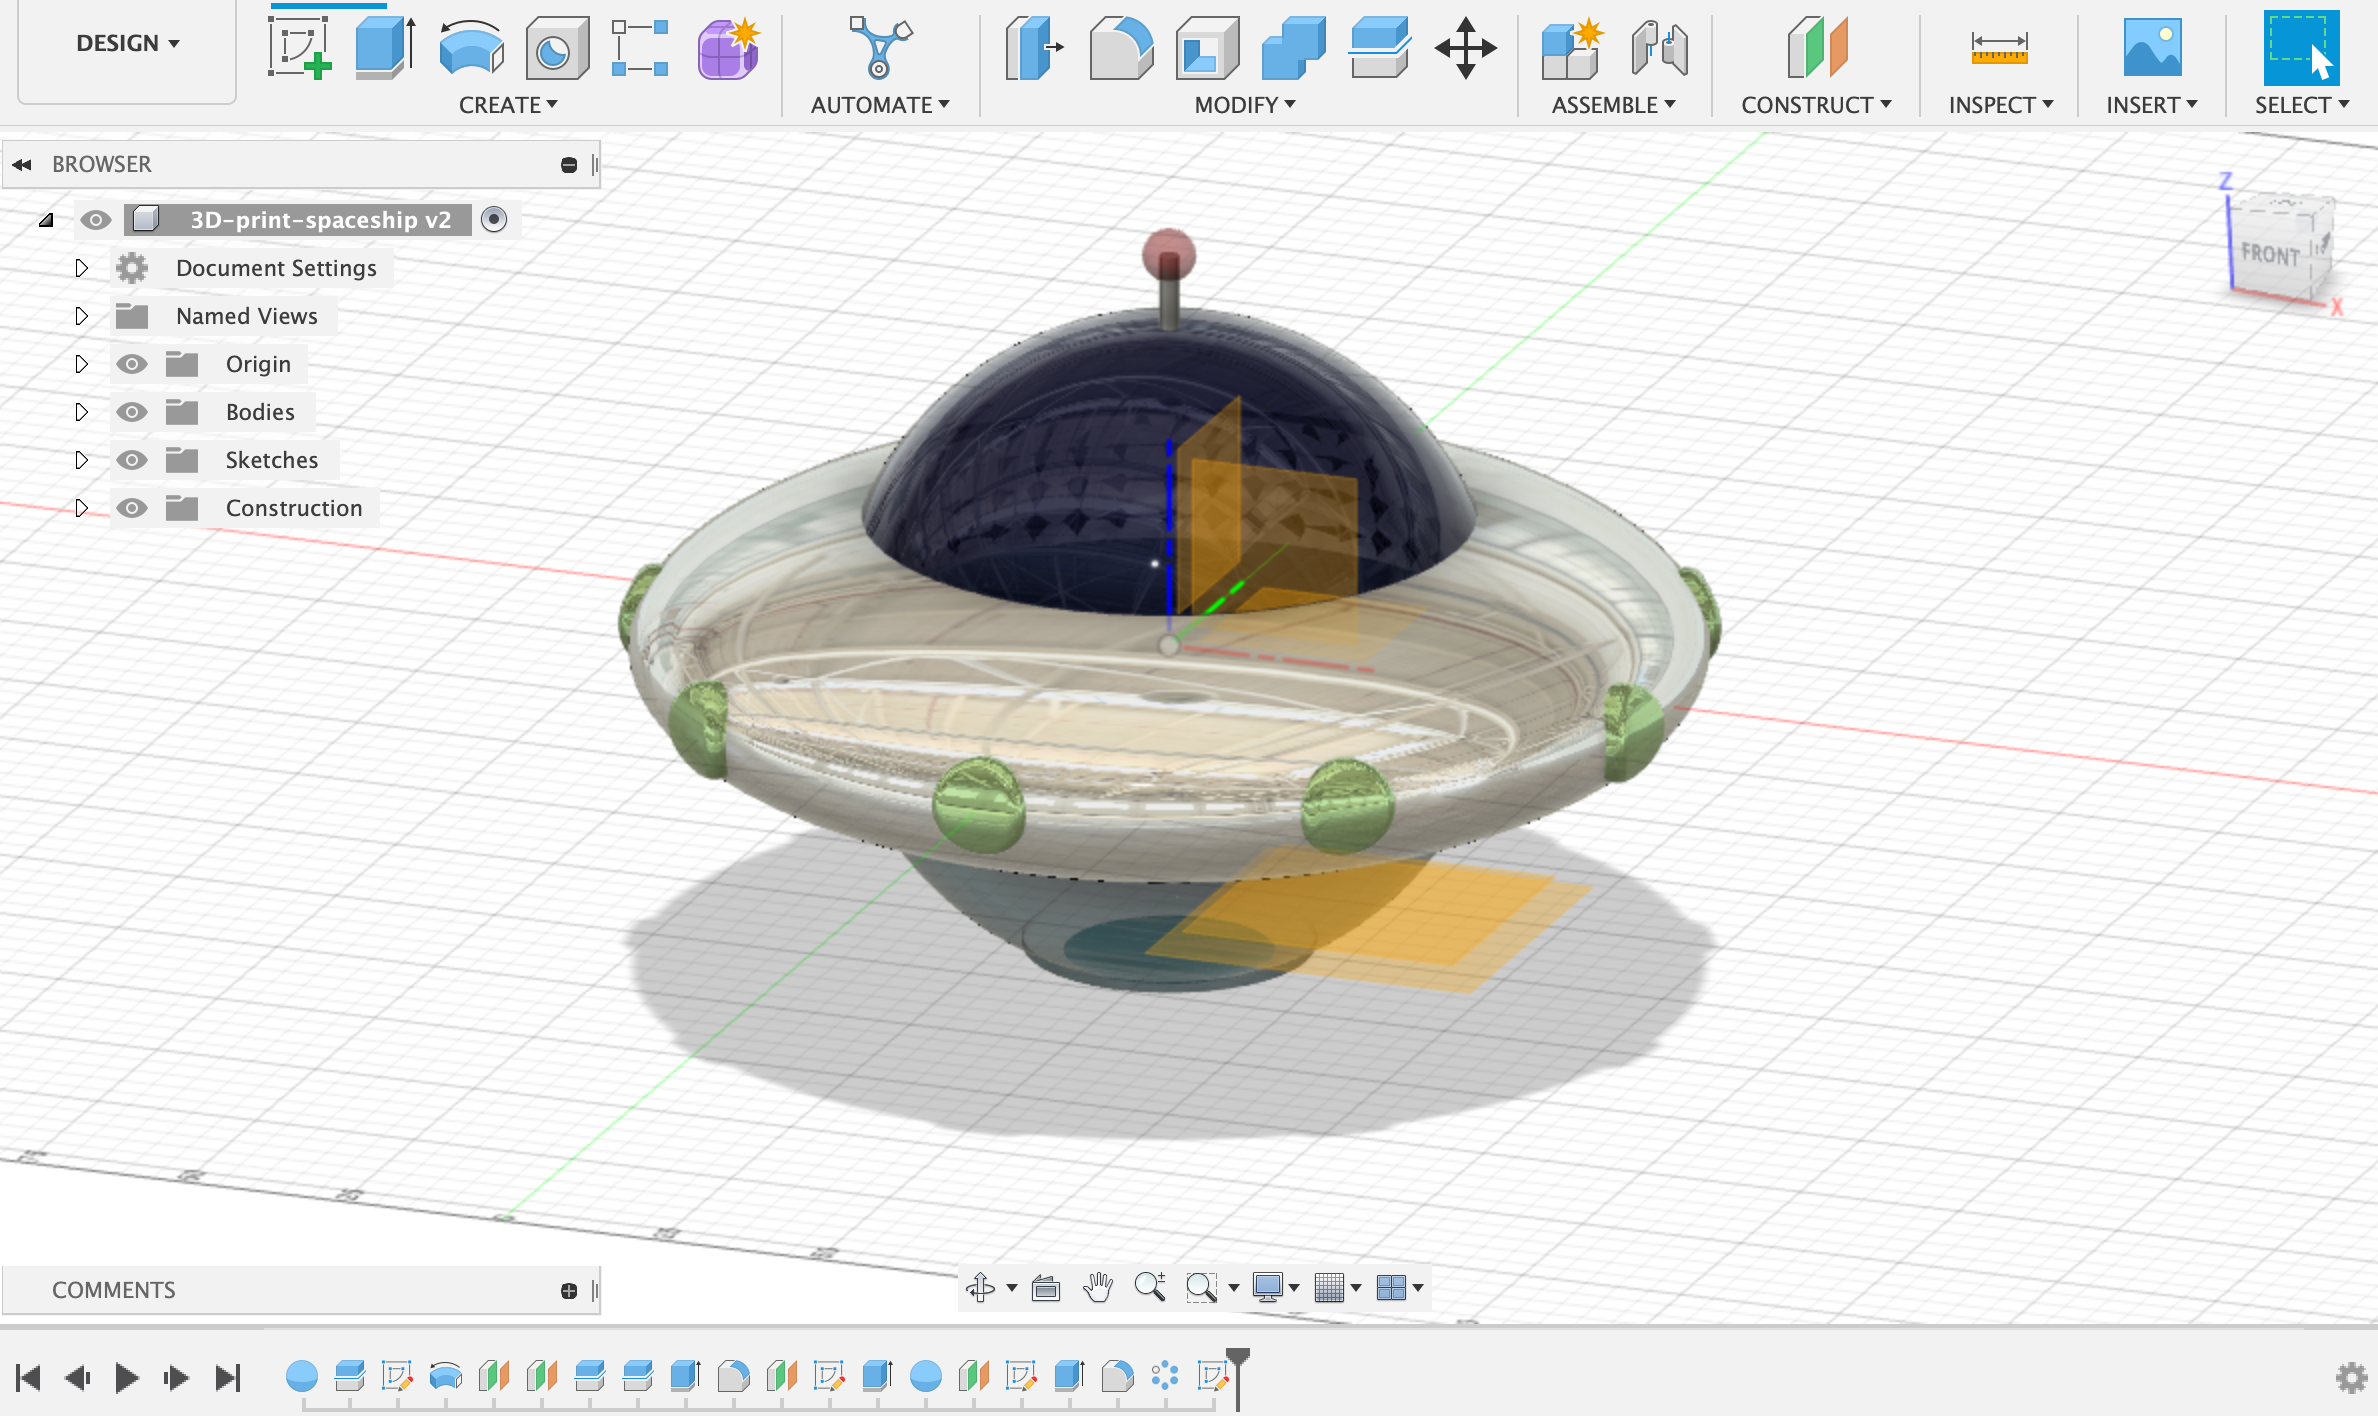 DESIGN
CREATE
AUTOMATE
MODIFY
ASSEMBLE
CONSTRUCT
INSPECT
INSERT
SELECT
BROWSER
3D-print-spaceship v2
Document Settings
Named Views
Origin
Bodies
Sketches
Construction
Z
FRONT
X
COMMENTS